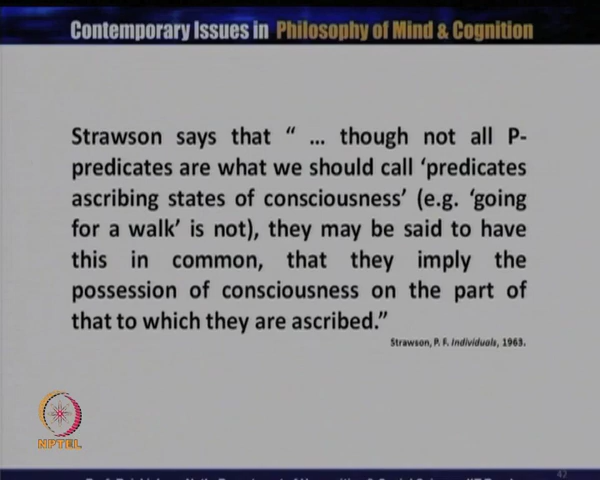 Contemporary Issues in Philosophy of Mind & Cognition
Strawson says that “ ... though not all P-
predicates are what we should call ‘predicates
ascribing states of consciousness’ (e.g. ‘going
for a walk’ is not), they may be said to have
this in common, that they imply the
possession of consciousness on the part of
that to which they are ascribed.”
Strawson, P. F. Individuals, 1963.
NPTEL